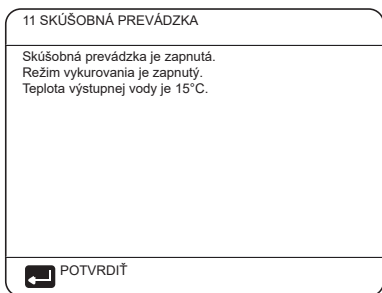 11 SKÚŠOBNÁ PREVÁDZKA
Skúšobná prevádzka je zapnutá.
Režim vykurovania je zapnutý.
Teplota výstupnej vody je 15°C.
POTVRDIŤ